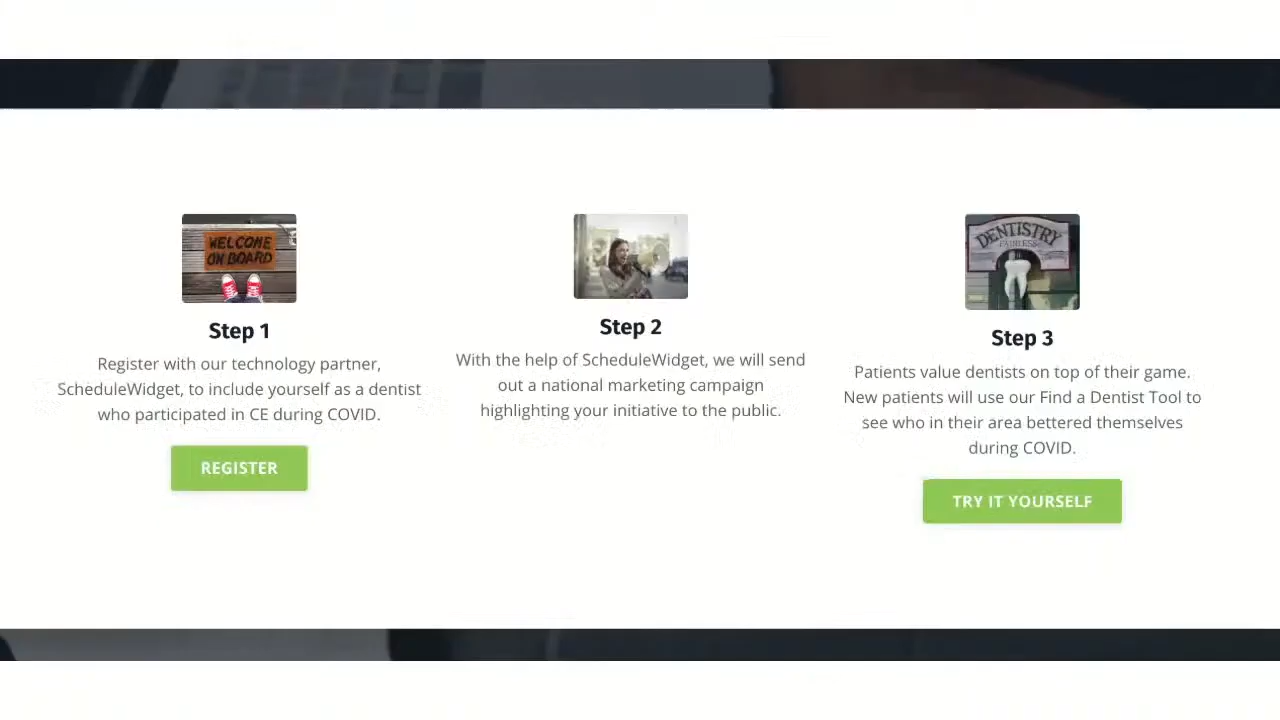 WELCOME
ON BOARD
Step 1
Register with our technology partner,
ScheduleWidget, to include yourself as a dentist
who participated in CE during COVID.
REGISTER
Step 2
With the help of ScheduleWidget, we will send
out a national marketing campaign
highlighting your initiative to the public.
DENTISTRY
PAINLESS
Step 3
Patients value dentists on top of their game.
New patients will use our Find a Dentist Tool to
see who in their area bettered themselves
during COVID.
TRY IT YOURSELF